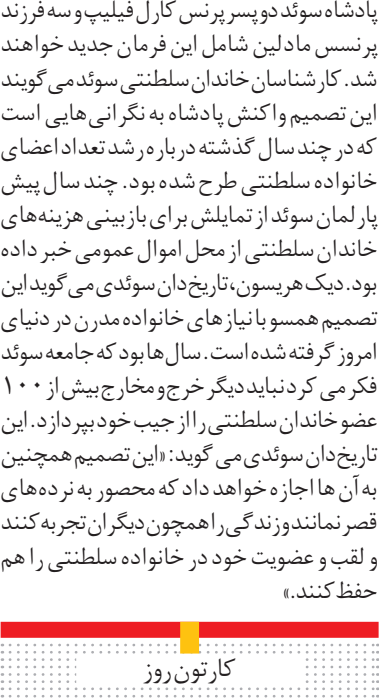 پادشاه سوئد دو پسر پرنس کارل فیلیپ و سه فرزند
پرنسس مادلین شامل این فرمان جدید خواهند
شد. کارشناسان خاندان سلطنتی سوئد می گویند
این تصمیم واکنش پادشاه به نگرانی‌هایی است
که در چند سال گذشته درباره رشد تعداد اعضای
خانواده سلطنتی طرح شده بود. چند سال پیش
پارلمان سوئد از تمایلش برای بازبینی هزینه‌های
خاندان سلطنتی از محل اموال عمومی خبر داده
بود. دیک هریسون، تاریخ‌دان سوئدی می گوید این
تصمیم همسو با نیازهای خانواده مدرن در دنیای
امروز گرفته شده است. سال‌ها بود که جامعه سوئد
فکر می کرد نباید دیگر خرج و مخارج بیش از ۱۰۰
عضو خاندان سلطنتی را از جیب خود بپردازد. این
تاریخ‌دان سوئدی می گوید: «این تصمیم همچنین
به آن ها اجازه خواهد داد که محصور به نرده‌های
قصر نمانند و زندگی را همچون دیگران تجربه کنند
و لقب و عضویت خود در خانواده سلطنتی را هم
حفظ کنند.»
کارتون روز